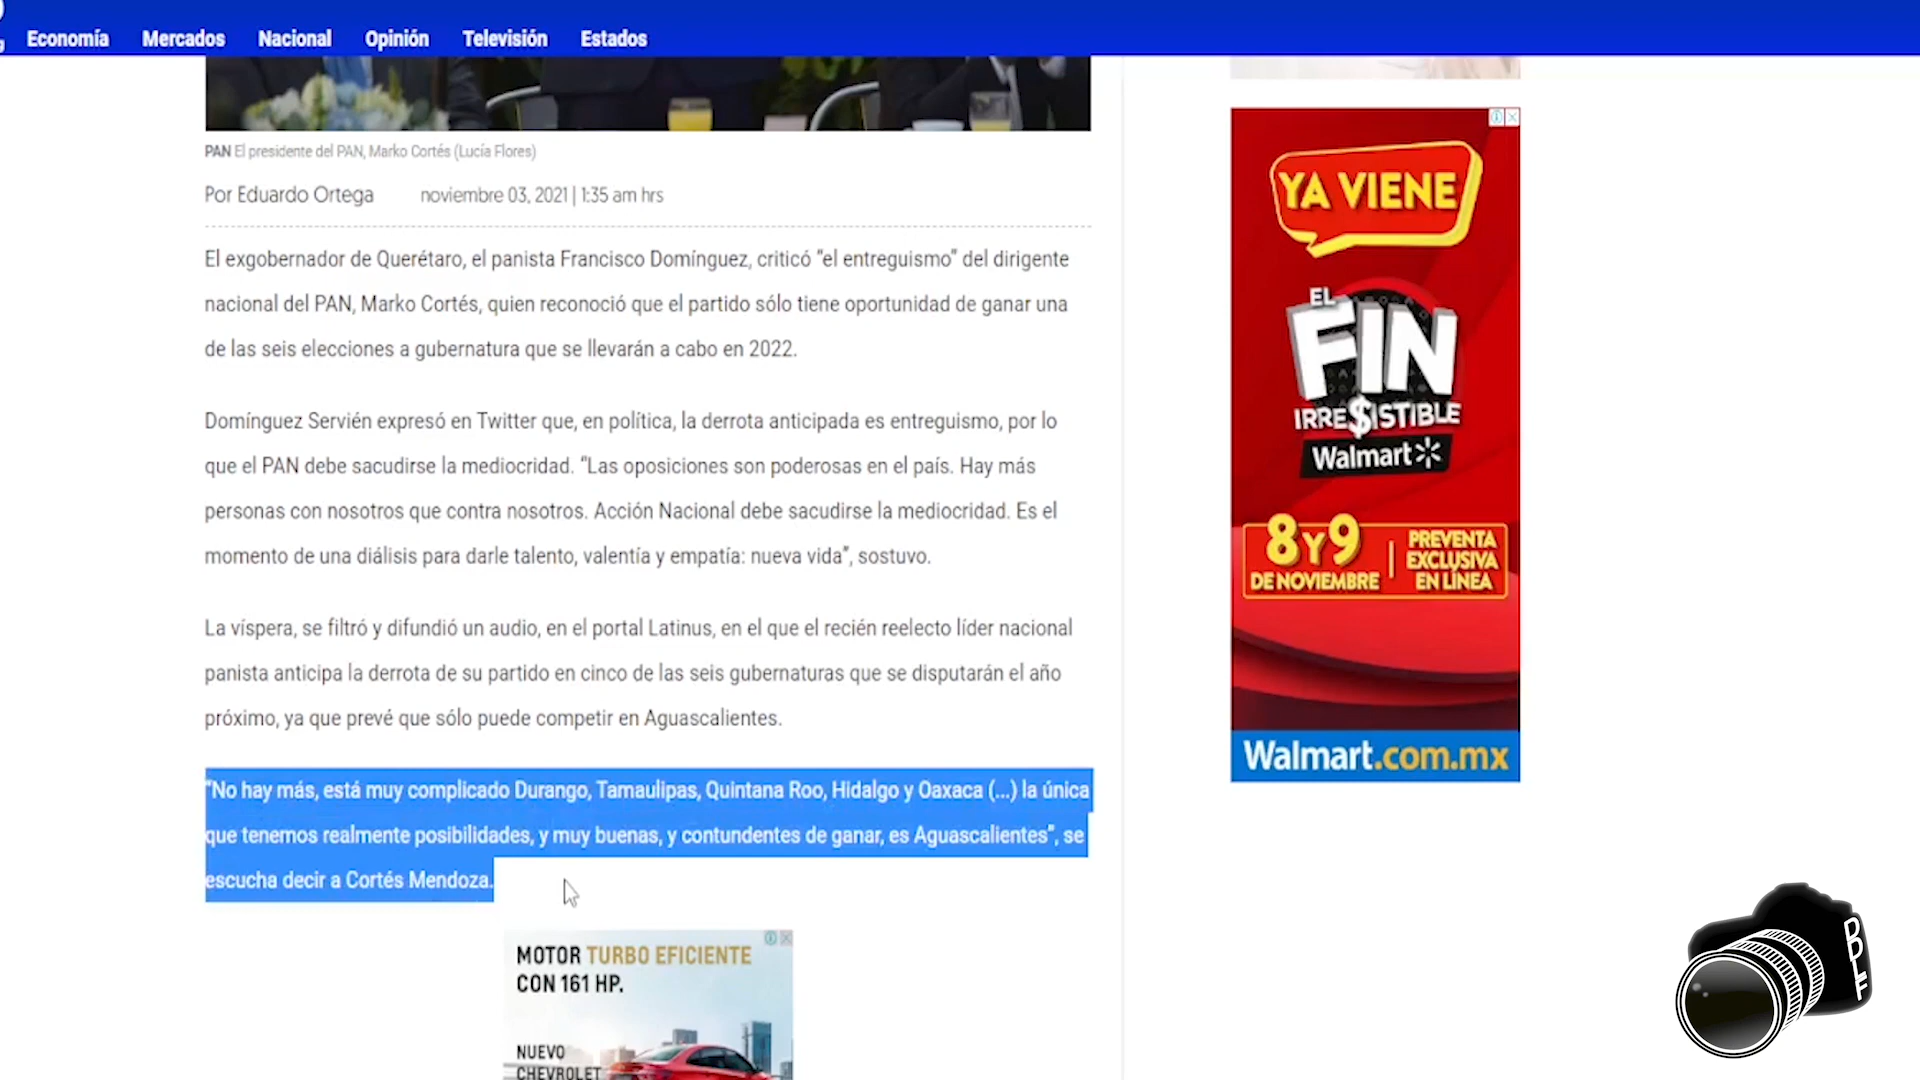 Economía Mercados Nacional Opinión Televisión Estados
PAN El presidente del PAN, Marko Cortés (Lucía Flores)
Por Eduardo Ortega noviembre 03, 2021 | 1:35 am hrs
El exgobernador de Querétaro, el panista Francisco Domínguez, criticó “el entreguismo” del dirigente
nacional del PAN, Marko Cortés, quien reconoció que el partido sólo tiene oportunidad de ganar una
de las seis elecciones a gubernatura que se llevarán a cabo en 2022.
Domínguez Servién expresó en Twitter que, en política, la derrota anticipada es entreguismo, por lo
que el PAN debe sacudirse la mediocridad. “Las oposiciones son poderosas en el país. Hay más
personas con nosotros que contra nosotros. Acción Nacional debe sacudirse la mediocridad. Es el
momento de una diálisis para darle talento, valentía y empatía: nueva vida”, sostuvo.
La víspera, se filtró y difundió un audio, en el portal Latinus, en el que el recién reelecto líder nacional
panista anticipa la derrota de su partido en cinco de las seis gubernaturas que se disputarán el año
próximo, ya que prevé que sólo puede competir en Aguascalientes.
“No hay más, está muy complicado Durango, Tamaulipas, Quintana Roo, Hidalgo y Oaxaca (...) la única
que tenemos realmente posibilidades, y muy buenas, y contundentes de ganar, es Aguascalientes”, se
escucha decir a Cortés Mendoza.
MOTOR TURBO EFICIENTE
CON 161 HP.
NUEVO
CHEVROLET
YA VIENE
EL
FIN
IRRE$ISTIBLE
Walmart
8 Y 9
DE NOVIEMBRE
PREVENTA
EXCLUSIVA
EN LÍNEA
Walmart.com.mx
DLF